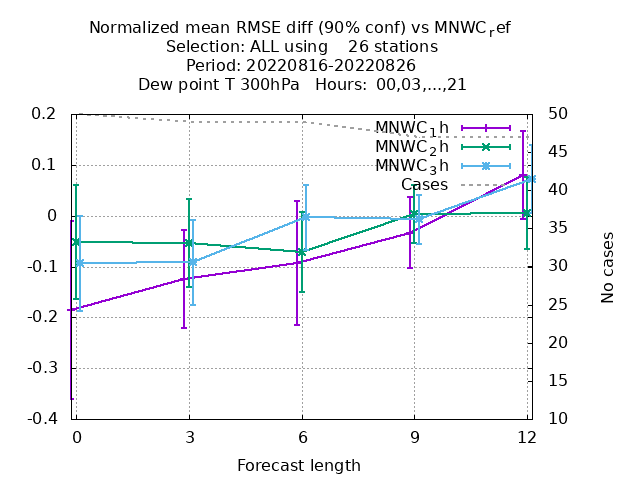 Normalized mean RMSE diff (90% conf) vs MNWC_ref
Selection: ALL using 26 stations
Period: 20220816-20220826
Dew point T 300hPa Hours: 00,03,...,21
MNWC_1h
MNWC_2h
MNWC_3h
Cases
0.2
0.1
0
-0.1
-0.2
-0.3
-0.4
50
45
40
35
30
25
20
15
10
No cases
0 3 6 9 12
Forecast length